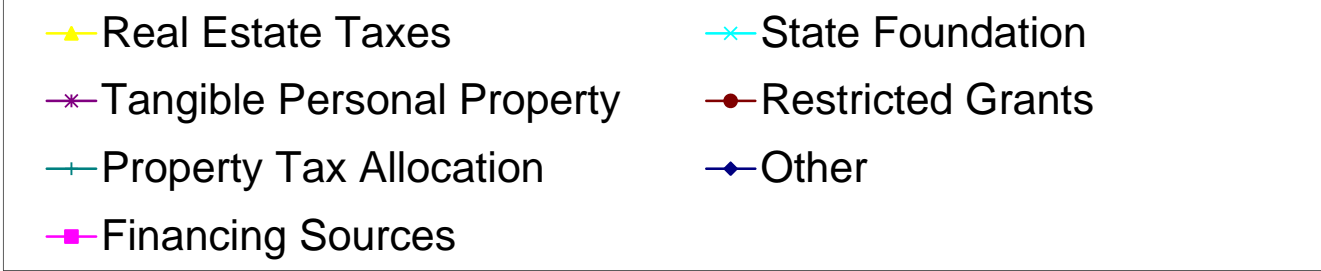 Real Estate Taxes
State Foundation
Tangible Personal Property
Restricted Grants
Property Tax Allocation
Other
Financing Sources